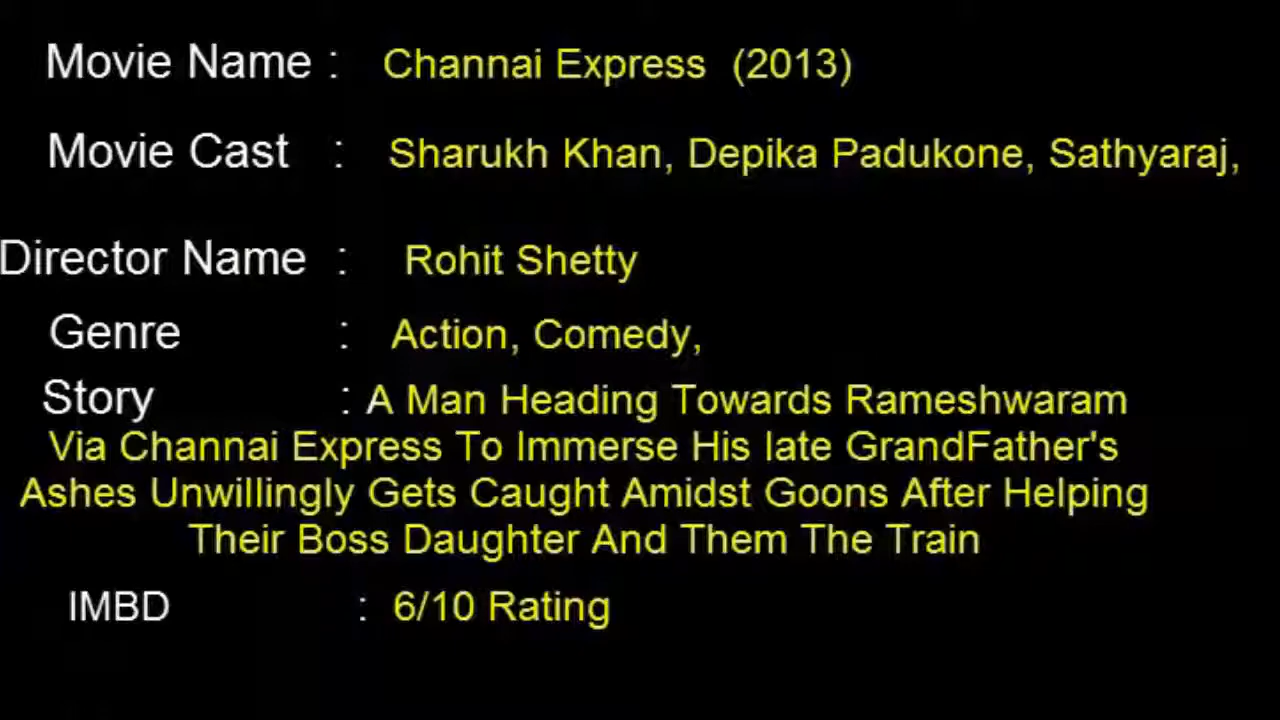 Movie Name : Channai Express (2013)
Movie Cast : Sharukh Khan, Depika Padukone, Sathyaraj,
Director Name : Rohit Shetty
Genre : Action, Comedy,
Story : A Man Heading Towards Rameshwaram
Via Channai Express To Immerse His late GrandFather's
Ashes Unwillingly Gets Caught Amidst Goons After Helping
Their Boss Daughter And Them The Train
IMBD : 6/10 Rating